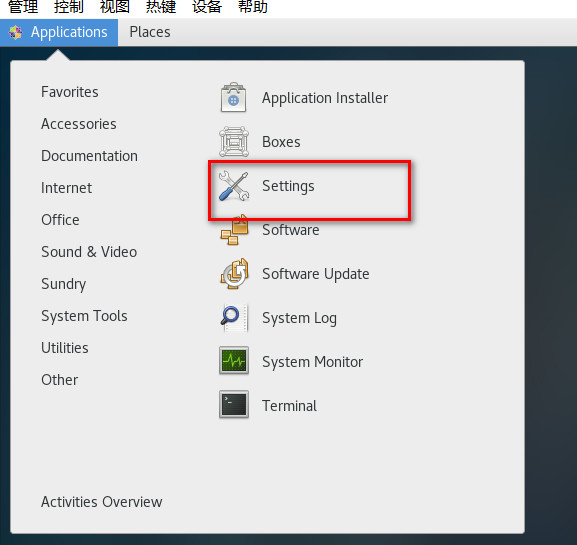 管理 控制 视图 热键 设备 帮助
Applications Places
Favorites
Accessories
Documentation
Internet
Office
Sound & Video
Sundry
System Tools
Utilities
Other
Activities Overview
Application Installer
Boxes
Settings
Software
Software Update
System Log
System Monitor
Terminal